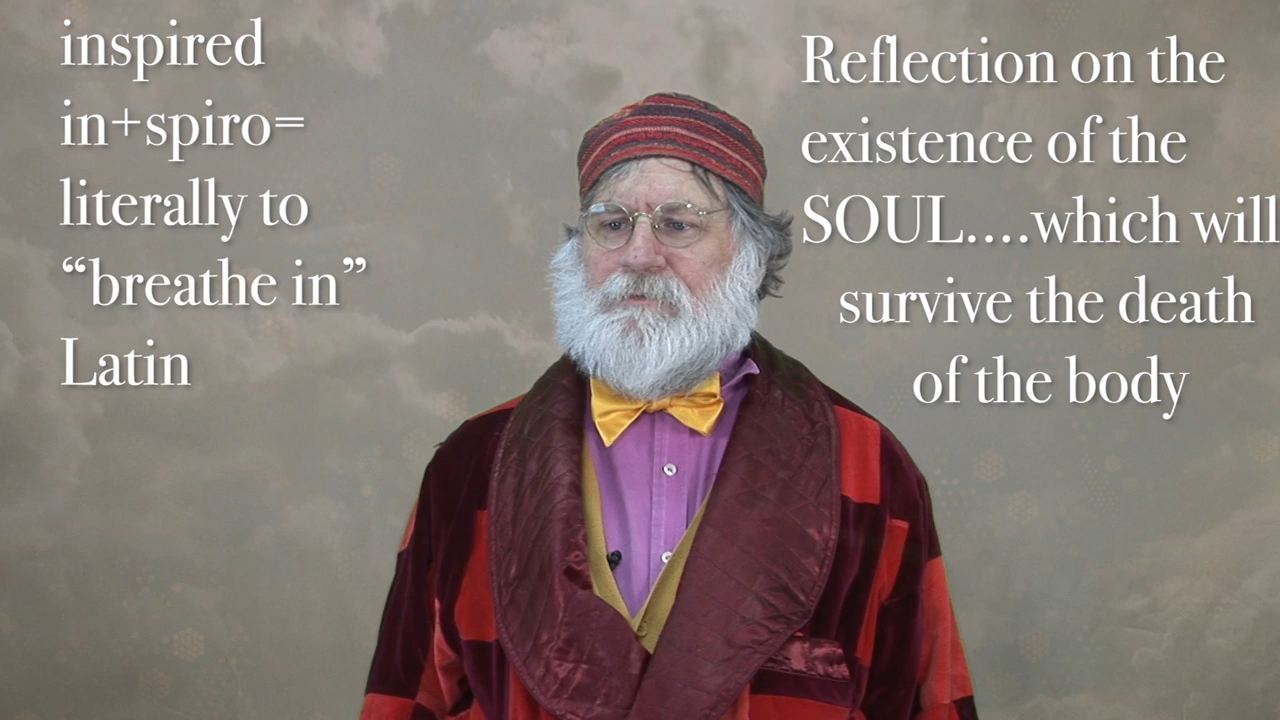 inspired
in+spiro=
literally to
“breathe in”
Latin
Reflection on the
existence of the
SOUL....which will
survive the death
of the body